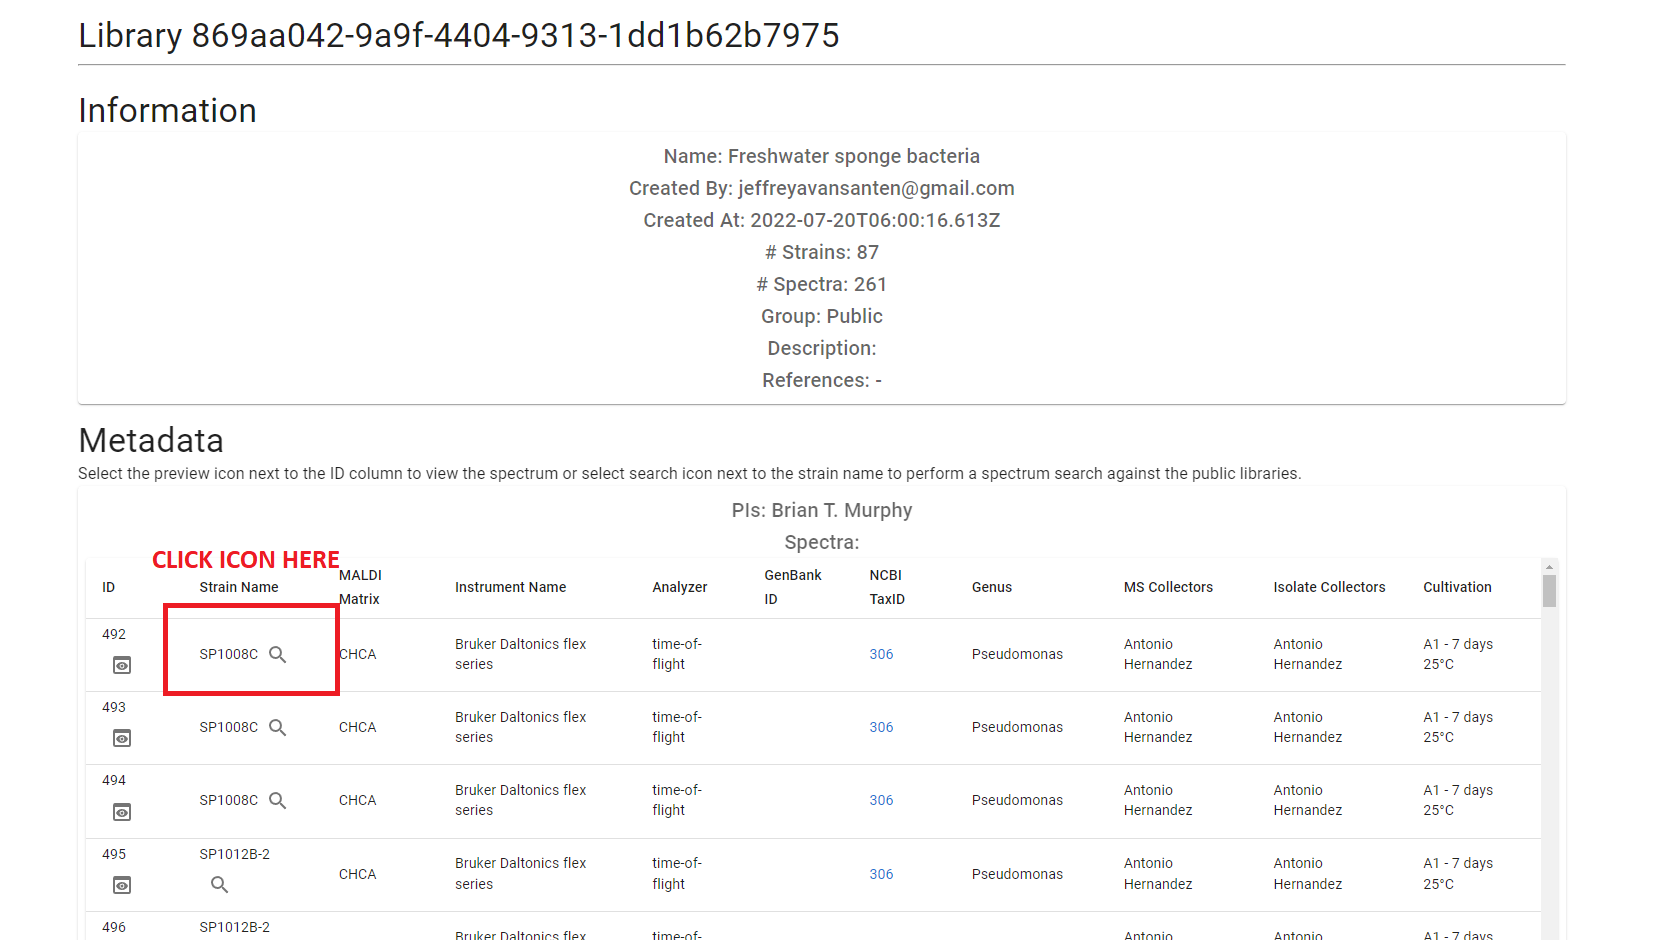 Library 869aa042-9a9f-4404-9313-1dd1b62b7975
Information
Name: Freshwater sponge bacteria
Created By: jeffreyavansanten@gmail.com
Created At: 2022-07-20T06:00:16.613Z
# Strains: 87
# Spectra: 261
Group: Public
Description:
References: -
Metadata
Select the preview icon next to the ID column to view the spectrum or select search icon next to the strain name to perform a spectrum search against the public libraries.
PIs: Brian T. Murphy
Spectra:
CLICK ICON HERE
ID Strain Name MALDI Matrix Instrument Name Analyzer GenBank ID NCBI TaxID Genus MS Collectors Isolate Collectors Cultivation
492 SP1008C CHCA Bruker Daltonics flex series time-of-flight 306 Pseudomonas Antonio Hernandez Antonio Hernandez A1 - 7 days 25°C
493 SP1008C CHCA Bruker Daltonics flex series time-of-flight 306 Pseudomonas Antonio Hernandez Antonio Hernandez A1 - 7 days 25°C
494 SP1008C CHCA Bruker Daltonics flex series time-of-flight 306 Pseudomonas Antonio Hernandez Antonio Hernandez A1 - 7 days 25°C
495 SP1012B-2 CHCA Bruker Daltonics flex series time-of-flight 306 Pseudomonas Antonio Hernandez Antonio Hernandez A1 - 7 days 25°C
496 SP1012B-2 Bruker Daltonics flex time-of- Antonio Antonio A1 - 7 days